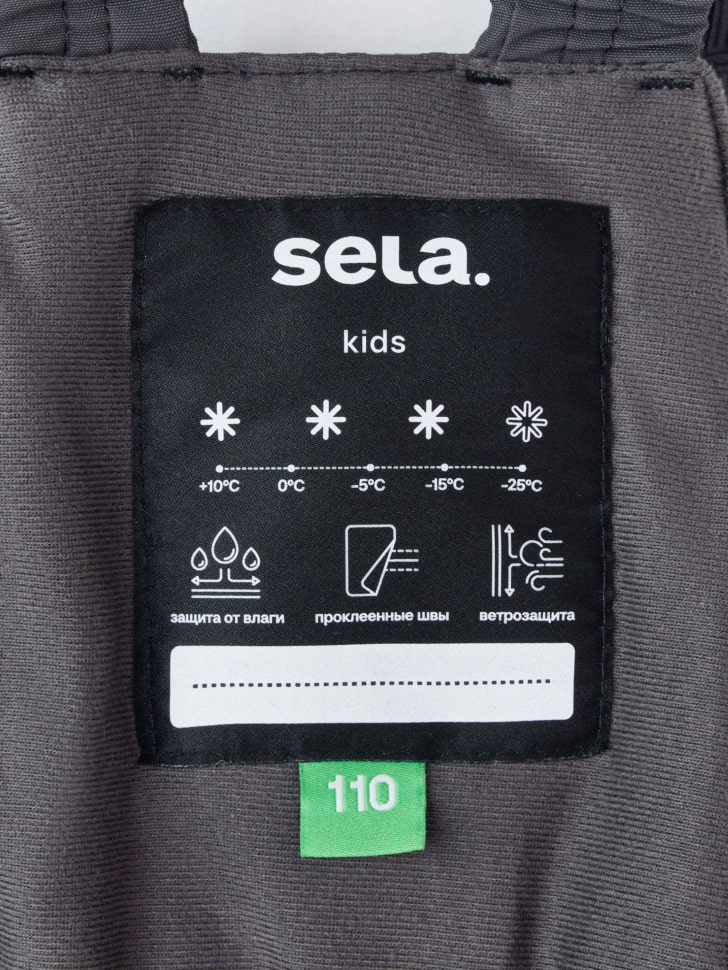 sela.
kids
+10°C 0°C -5°C -15°C -25°C
защита от влаги проклеенные швы ветрозащита
110